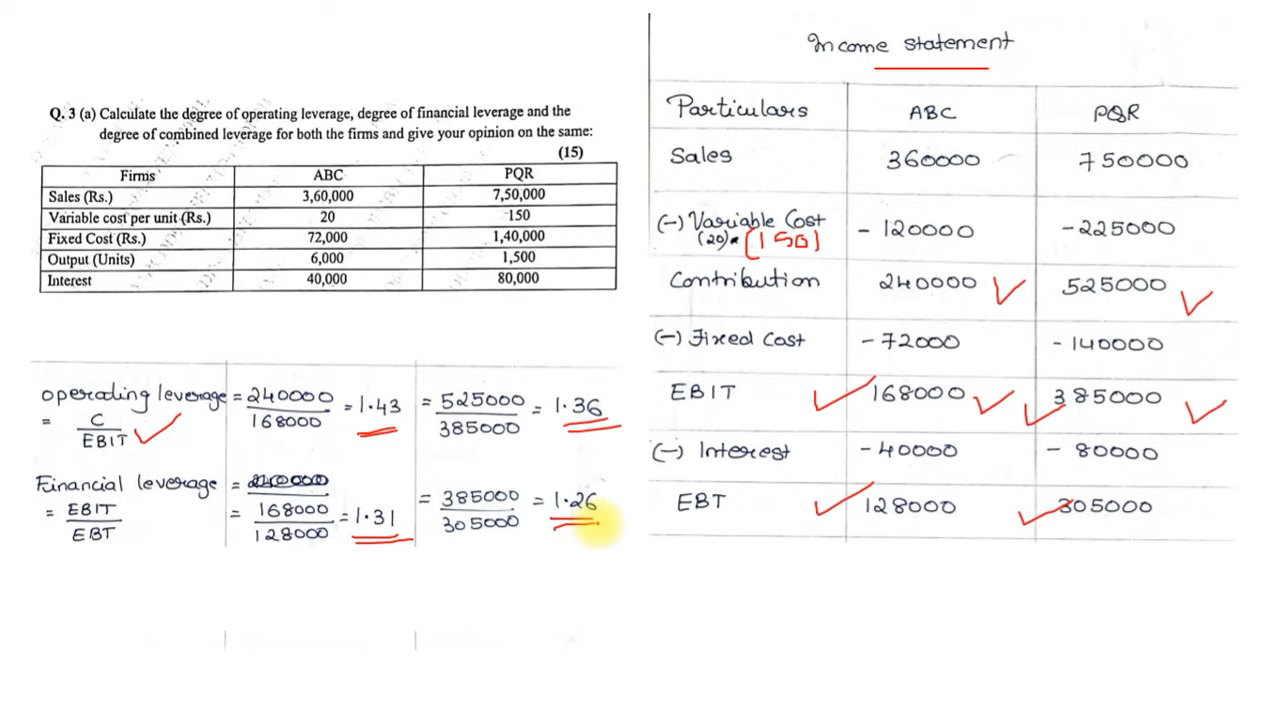 Q. 3 (a) Calculate the degree of operating leverage, degree of financial leverage and the
degree of combined leverage for both the firms and give your opinion on the same:
(15)
Firms ABC PQR
Sales (Rs.) 3,60,000 7,50,000
Variable cost per unit (Rs.) 20 150
Fixed Cost (Rs.) 72,000 1,40,000
Output (Units) 6,000 1,500
Interest 40,000 80,000
operating leverage = 240000 / 168000 = 1.43 = 525000 / 385000 = 1.36
= C / EBIT
Financial leverage = 240000
= EBIT / EBT = 168000 / 128000 = 1.31 = 385000 / 305000 = 1.26
Income statement
Particulars ABC PQR
Sales 360000 750000
(-) Variable Cost - 120000 - 225000
(20) (150)
Contribution 240000 525000
(-) Fixed Cost - 72000 - 140000
EBIT 168000 385000
(-) Interest - 40000 - 80000
EBT 128000 305000